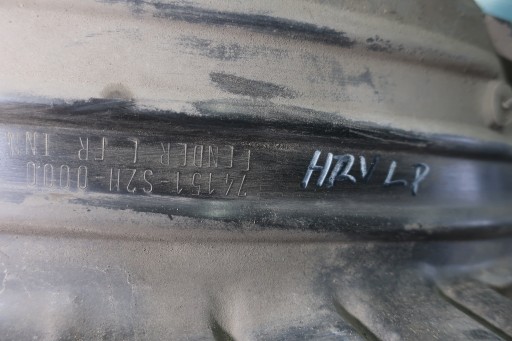 74151-S2H-0000
FENDER L FR INN
HRV LP